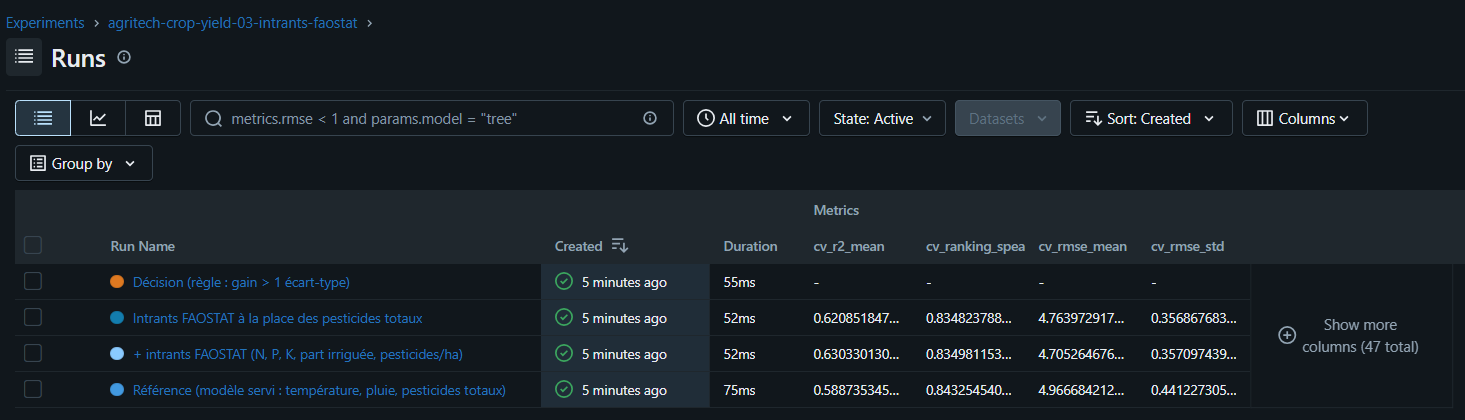 Experiments > agritech-crop-yield-03-intrants-faostat >
Runs
metrics.rmse < 1 and params.model = "tree"
All time
State: Active
Datasets
Sort: Created
Columns
Group by
Metrics
Run Name Created Duration cv_r2_mean cv_ranking_spea cv_rmse_mean cv_rmse_std
Décision (règle : gain > 1 écart-type) 5 minutes ago 55ms - - - -
Intrants FAOSTAT à la place des pesticides totaux 5 minutes ago 52ms 0.620851847... 0.834823788... 4.763972917... 0.356867683...
+ intrants FAOSTAT (N, P, K, part irriguée, pesticides/ha) 5 minutes ago 52ms 0.630330130... 0.834981153... 4.705264676... 0.357097439...
Référence (modèle servi : température, pluie, pesticides totaux) 5 minutes ago 75ms 0.588735345... 0.843254540... 4.966684212... 0.441227305...
Show more
columns (47 total)